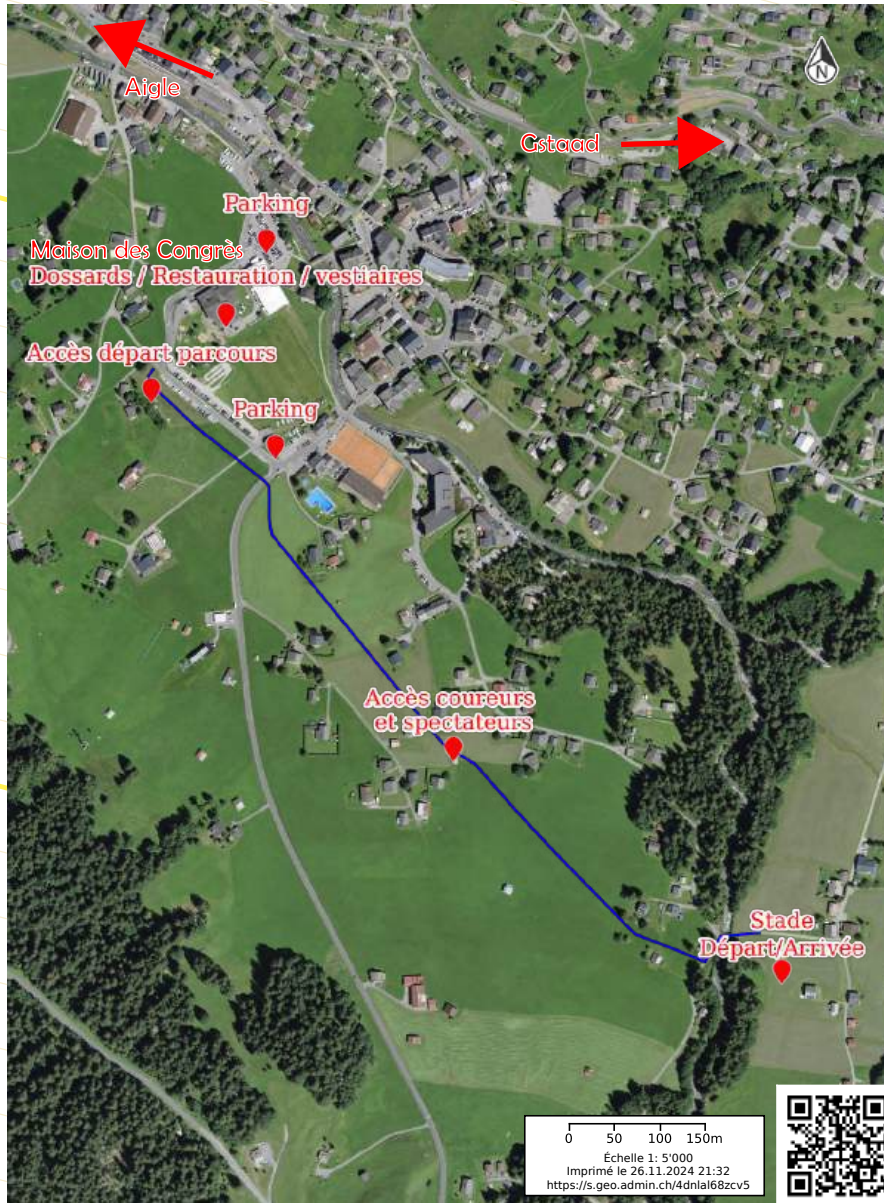 Aigle
N
Gstaad
Parking
Maison des Congrès
Dossards / Restauration / vestiaires
Accès départ parcours
Parking
Accès coureurs
et spectateurs
Stade
Départ/Arrivée
0 50 100 150m
Échelle 1: 5'000
Imprimé le 26.11.2024 21:32
https://s.geo.admin.ch/4dnlal68zcv5